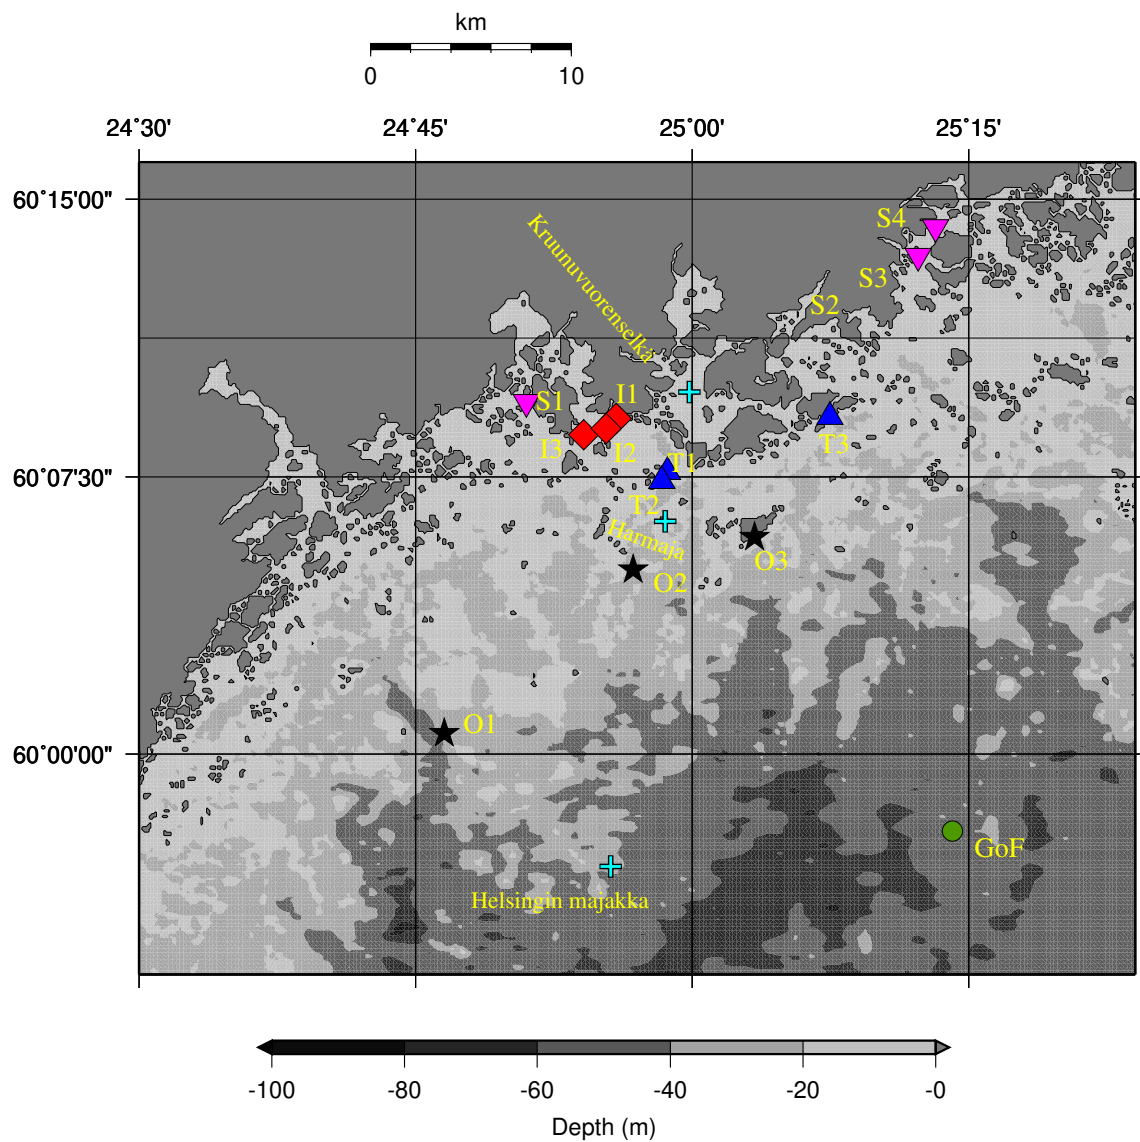 km
0 10
24°30' 24°45' 25°00' 25°15'
60°15'00"
S4
Kruunuvuorenselkä
S3
S2
I1
S1
I3 I2
T3
T1
60°07'30"
T2
Harmaja
O3
O2
O1
60°00'00"
GoF
Helsingin majakka
-100 -80 -60 -40 -20 -0
Depth (m)